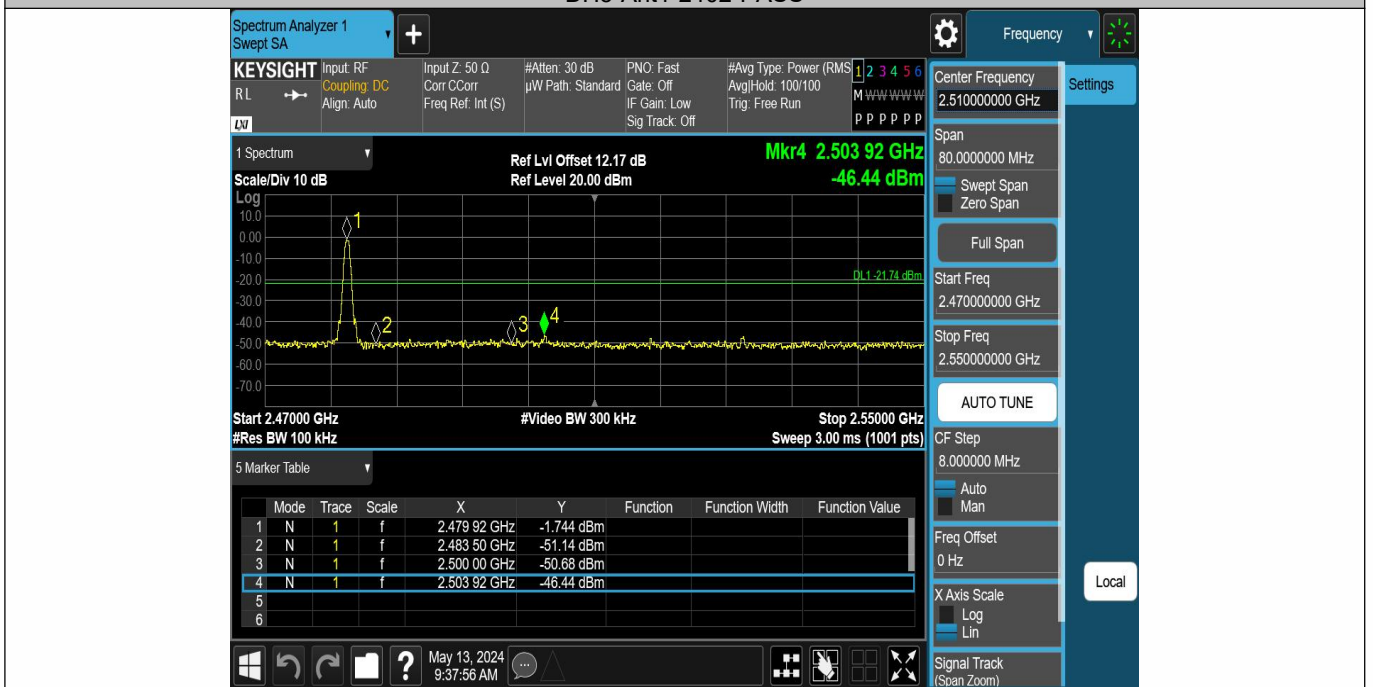 Spectrum Analyzer 1
Swept SA
+
Frequency
KEYSIGHT
RL
LXI
Input: RF
Coupling: DC
Align: Auto
Input Z: 50 Ω
Corr CCorr
Freq Ref: Int (S)
#Atten: 30 dB
µW Path: Standard
PNO: Fast
Gate: Off
IF Gain: Low
Sig Track: Off
#Avg Type: Power (RMS
Avg|Hold: 100/100
Trig: Free Run
1 2 3 4 5 6
M W W W W W
P P P P P P
1 Spectrum
Scale/Div 10 dB
Ref Lvl Offset 12.17 dB
Ref Level 20.00 dBm
Mkr4 2.503 92 GHz
-46.44 dBm
Log
10.0
0.00
-10.0
-20.0
-30.0
-40.0
-50.0
-60.0
-70.0
1
2
3
4
DL1 -21.74 dBm
Start 2.47000 GHz
#Video BW 300 kHz
Stop 2.55000 GHz
#Res BW 100 kHz
Sweep 3.00 ms (1001 pts)
5 Marker Table
Mode Trace Scale X Y Function Function Width Function Value
1 N 1 f 2.479 92 GHz -1.744 dBm
2 N 1 f 2.483 50 GHz -51.14 dBm
3 N 1 f 2.500 00 GHz -50.68 dBm
4 N 1 f 2.503 92 GHz -46.44 dBm
5
6
?
May 13, 2024
9:37:56 AM
Center Frequency
2.510000000 GHz
Span
80.0000000 MHz
Swept Span
Zero Span
Full Span
Start Freq
2.470000000 GHz
Stop Freq
2.550000000 GHz
AUTO TUNE
CF Step
8.000000 MHz
Auto
Man
Freq Offset
0 Hz
X Axis Scale
Log
Lin
Signal Track
(Span Zoom)
Settings
Local